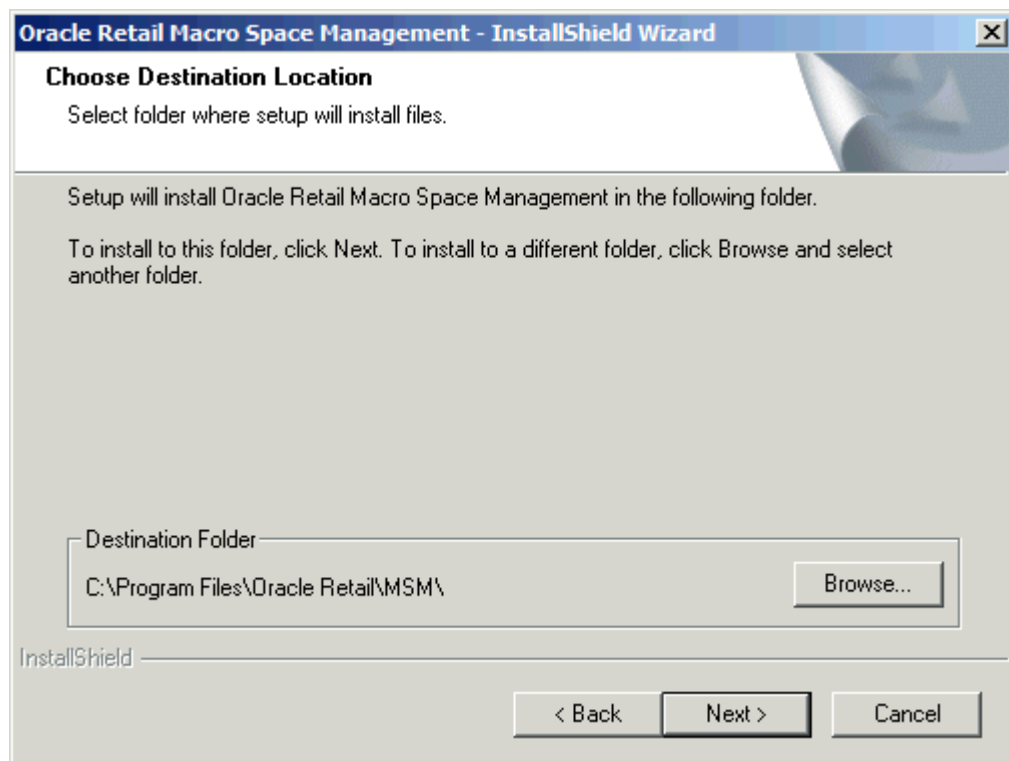 Oracle Retail Macro Space Management - InstallShield Wizard
Choose Destination Location
Select folder where setup will install files.
Setup will install Oracle Retail Macro Space Management in the following folder.
To install to this folder, click Next. To install to a different folder, click Browse and select
another folder.
Destination Folder
C:\Program Files\Oracle Retail\MSM\
Browse...
InstallShield
< Back
Next >
Cancel